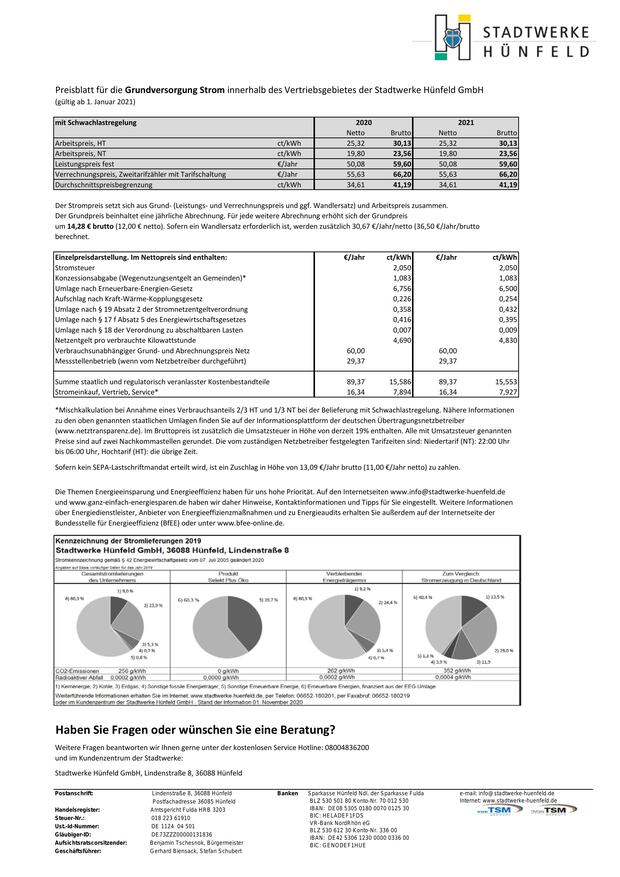 STADTWERKE
HÜNFELD
Preisblatt für die Grundversorgung Strom innerhalb des Vertriebsgebietes der Stadtwerke Hünfeld GmbH
(gültig ab 1. Januar 2021)
mit Schwachlastregelung 2020 2021
Netto Brutto Netto Brutto
Arbeitspreis, HT ct/kWh 25,32 30,13 25,32 30,13
Arbeitspreis, NT ct/kWh 19,80 23,56 19,80 23,56
Leistungspreis fest €/Jahr 50,08 59,60 50,08 59,60
Verrechnungspreis, Zweitarifzähler mit Tarifschaltung €/Jahr 55,63 66,20 55,63 66,20
Durchschnittspreisbegrenzung ct/kWh 34,61 41,19 34,61 41,19
Der Strompreis setzt sich aus Grund- (Leistungs- und Verrechnungspreis und ggf. Wandlersatz) und Arbeitspreis zusammen.
Der Grundpreis beinhaltet eine jährliche Abrechnung. Für jede weitere Abrechnung erhöht sich der Grundpreis
um 14,28 € brutto (12,00 € netto). Sofern ein Wandlersatz erforderlich ist, werden zusätzlich 30,67 €/Jahr/netto (36,50 €/Jahr/brutto
berechnet.
Einzelpreisdarstellung. Im Nettopreis sind enthalten: €/Jahr ct/kWh €/Jahr ct/kWh
Stromsteuer 2,050 2,050
Konzessionsabgabe (Wegenutzungsentgelt an Gemeinden)* 1,083 1,083
Umlage nach Erneuerbare-Energien-Gesetz 6,756 6,500
Aufschlag nach Kraft-Wärme-Kopplungsgesetz 0,226 0,254
Umlage nach § 19 Absatz 2 der Stromnetzentgeltverordnung 0,358 0,432
Umlage nach § 17 f Absatz 5 des Energiewirtschaftsgesetzes 0,416 0,395
Umlage nach § 18 der Verordnung zu abschaltbaren Lasten 0,007 0,009
Netzentgelt pro verbrauchte Kilowattstunde 4,690 4,830
Verbrauchsunabhängiger Grund- und Abrechnungspreis Netz 60,00 60,00
Messstellenbetrieb (wenn vom Netzbetreiber durchgeführt) 29,37 29,37
Summe staatlich und regulatorisch veranlasster Kostenbestandteile 89,37 15,586 89,37 15,553
Stromeinkauf, Vertrieb, Service* 16,34 7,894 16,34 7,927
*Mischkalkulation bei Annahme eines Verbrauchsanteils 2/3 HT und 1/3 NT bei der Belieferung mit Schwachlastregelung. Nähere Informationen
zu den oben genannten staatlichen Umlagen finden Sie auf der Informationsplattform der deutschen Übertragungsnetzbetreiber
(www.netztransparenz.de). Im Bruttopreis ist zusätzlich die Umsatzsteuer in Höhe von derzeit 19% enthalten. Alle mit Umsatzsteuer genannten
Preise sind auf zwei Nachkommastellen gerundet. Die vom zuständigen Netzbetreiber festgelegten Tarifzeiten sind: Niedertarif (NT): 22:00 Uhr
bis 06:00 Uhr, Hochtarif (HT): die übrige Zeit.
Sofern kein SEPA-Lastschriftmandat erteilt wird, ist ein Zuschlag in Höhe von 13,09 €/Jahr brutto (11,00 €/Jahr netto) zu zahlen.
Die Themen Energieeinsparung und Energieeffizienz haben für uns hohe Priorität. Auf den Internetseiten www.info@stadtwerke-huenfeld.de
und www.ganz-einfach-energiesparen.de haben wir daher Hinweise, Kontaktinformationen und Tipps für Sie eingestellt. Weitere Informationen
über Energiedienstleister, Anbieter von Energieeffizienzmaßnahmen und zu Energieaudits erhalten Sie außerdem auf der Internetseite der
Bundesstelle für Energieeffizienz (BfEE) oder unter www.bfee-online.de.
Kennzeichnung der Stromlieferungen 2019
Stadtwerke Hünfeld GmbH, 36088 Hünfeld, Lindenstraße 8
Stromkennzeichnung gemäß § 42 Energiewirtschaftsgesetz vom 07. Juli 2005 geändert 2020
Angaben auf Basis vorläufiger Daten für das Jahr 2019
Gesamtstromlieferungen des Unternehmens
Produkt Selekt Plus Öko
Verbleibender Energieträgermix
Zum Vergleich Stromerzeugung in Deutschland
6) 60,3 % 1) 9,0 % 2) 23,9 % 3) 5,3 % 4) 0,7 % 5) 0,8 %
6) 60,3 % 5) 39,7 %
6) 60,3 % 1) 9,2 % 2) 24,4 % 4) 0,7 %
6) 40,4 % 1) 13,5 % 2) 29,0 % 3) 11,9 4) 3,9 %
CO2-Emissionen 256 g/kWh 0 g/kWh 262 g/kWh 352 g/kWh
Radioaktiver Abfall 0,0002 g/kWh 0,0000 g/kWh 0,0002 g/kWh 0,0004 g/kWh
1) Kernenergie, 2) Kohle, 3) Erdgas, 4) Sonstige fossile Energieträger, 5) Sonstige Erneuerbare Energie, 6) Erneuerbare Energien, finanziert aus der EEG Umlage
Weiterführende Informationen erhalten Sie im Internet, www.stadtwerke-huenfeld.de, per Telefon: 06652-180201, per Faxabruf: 06652-180219
oder im Kundenzentrum der Stadtwerke Hünfeld GmbH · Stand der Information 01. November 2020
Haben Sie Fragen oder wünschen Sie eine Beratung?
Weitere Fragen beantworten wir Ihnen gerne unter der kostenlosen Service Hotline: 08004836200
und im Kundenzentrum der Stadtwerke:
Stadtwerke Hünfeld GmbH, Lindenstraße 8, 36088 Hünfeld
Postanschrift: Lindenstraße 8, 36088 Hünfeld
Postfachadresse 36085 Hünfeld
Handelsregister: Amtsgericht Fulda HRB 3203
Steuer-Nr.: 018 223 61910
Ust.-Id-Nummer: DE 1124 04 501
Gläubiger-ID: DE73ZZZ00000131836
Aufsichtsratsvorsitzender: Benjamin Tschesnok, Bürgermeister
Geschäftsführer: Gerhard Biensack, Stefan Schubert
Banken Sparkasse Hünfeld Ndl. der Sparkasse Fulda
BLZ 530 501 80 Konto-Nr. 70 012 530
IBAN: DE08 5305 0180 0070 0125 30
BIC: HELADEF1FDS
VR-Bank NordRhön eG
BLZ 530 612 30 Konto-Nr. 336 00
IBAN: DE42 5306 1230 0000 0336 00
BIC: GENODEF1HUE
e-mail: info@stadtwerke-huenfeld.de
Internet: www.stadtwerke-huenfeld.de
TSM TSM